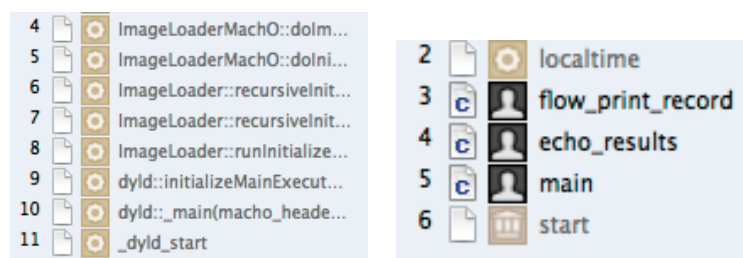 4 ImageLoaderMachO::doIm...
5 ImageLoaderMachO::doIni...
6 ImageLoader::recursiveInit...
7 ImageLoader::recursiveInit...
8 ImageLoader::runInitialize...
9 dyld::initializeMainExecut...
10 dyld::_main(macho_heade...
11 _dyld_start
2 localtime
3 c flow_print_record
4 c echo_results
5 c main
6 start